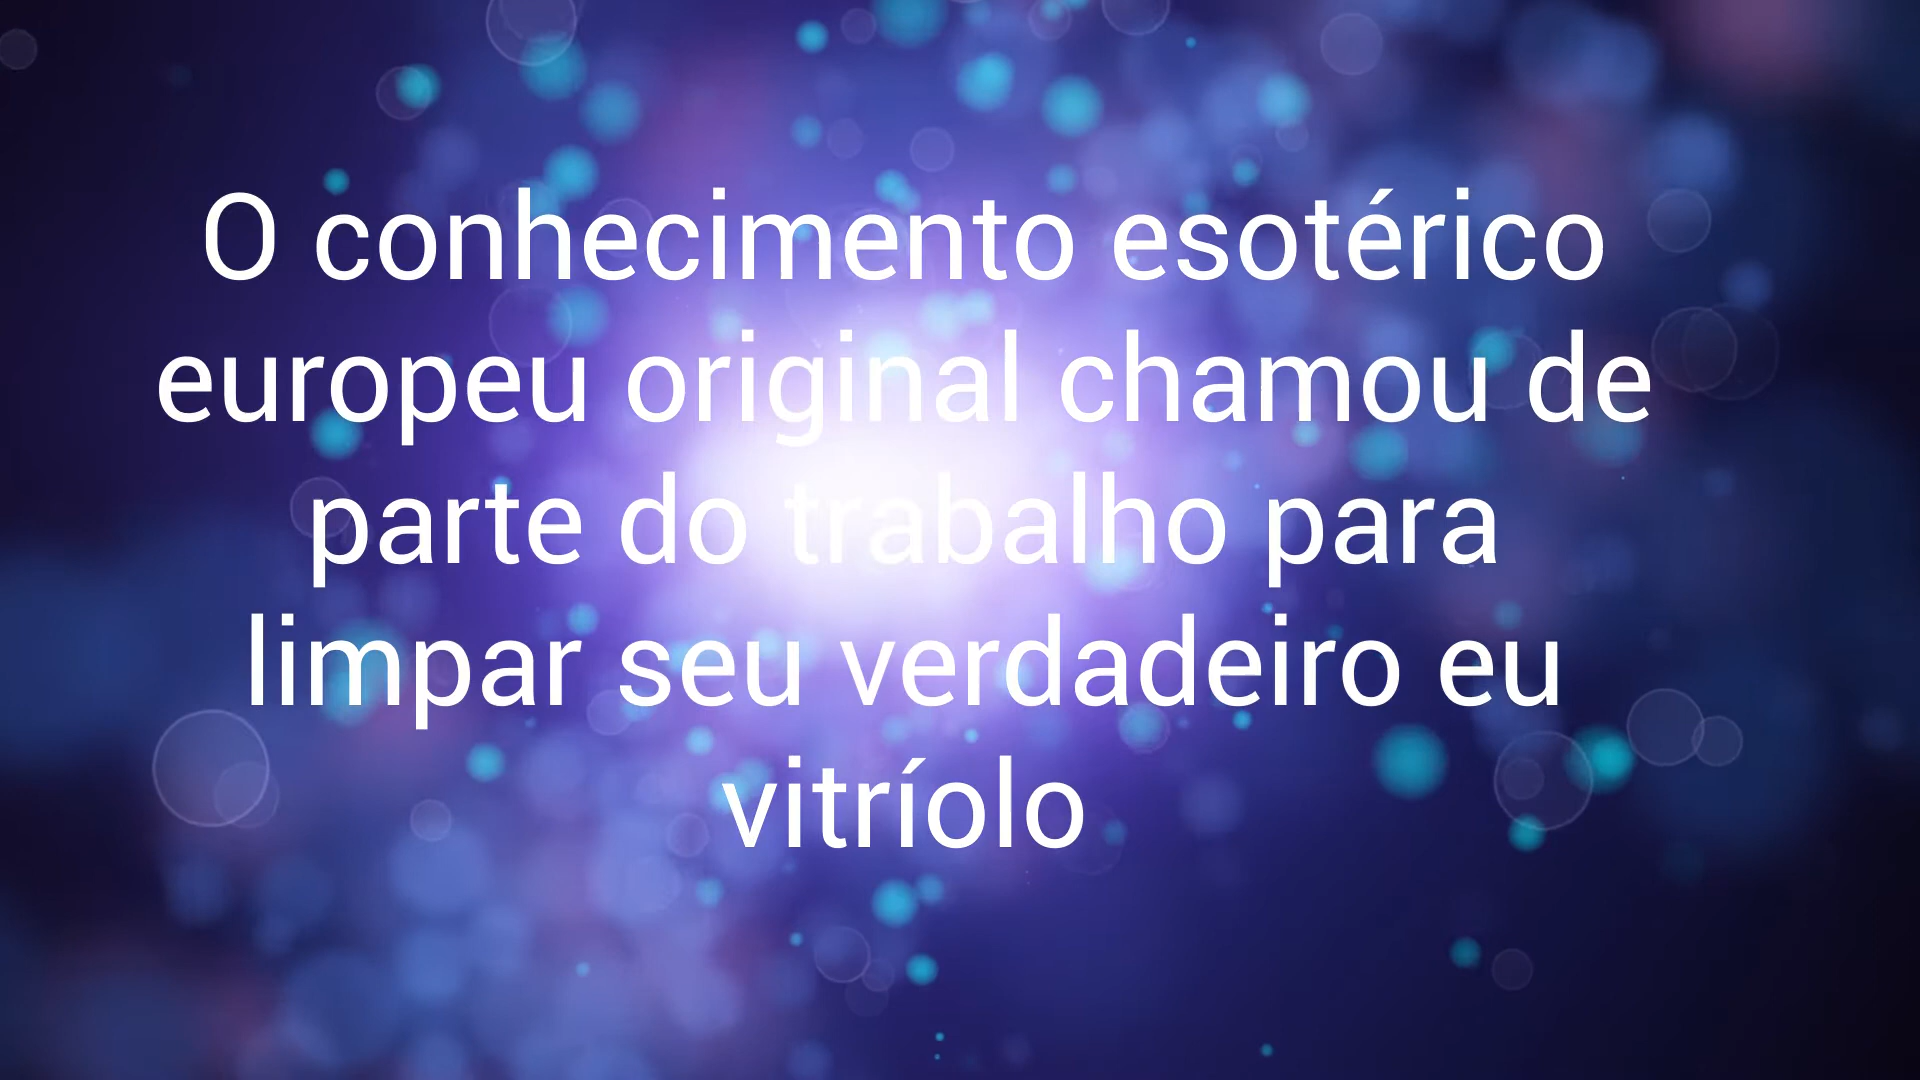 O conhecimento esotérico
europeu original chamou de
parte do trabalho para
limpar seu verdadeiro eu
vitríolo